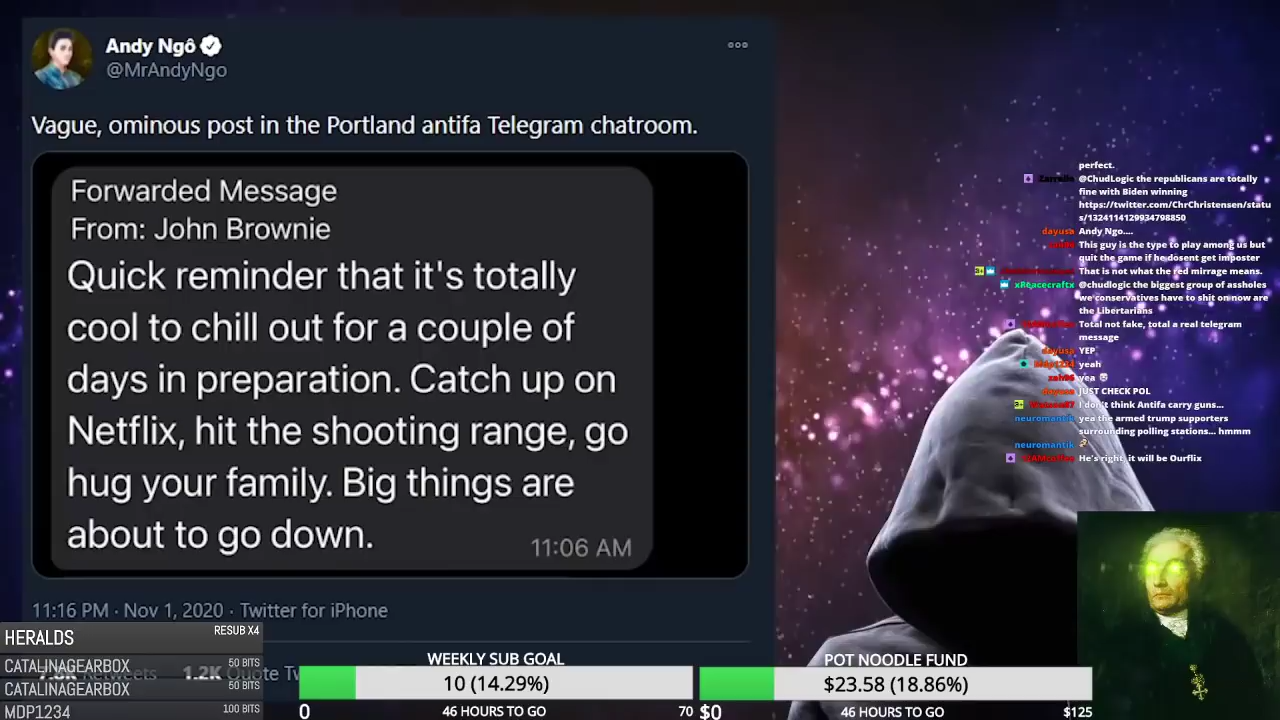 Andy Ngô
@MrAndyNgo
Vague, ominous post in the Portland antifa Telegram chatroom.
Forwarded Message
From: John Brownie
Quick reminder that it's totally
cool to chill out for a couple of
days in preparation. Catch up on
Netflix, hit the shooting range, go
hug your family. Big things are
about to go down.
11:06 AM
11:16 PM · Nov 1, 2020 · Twitter for iPhone
1.2K
perfect.
@ChudLogic the republicans are totally
fine with Biden winning
https://twitter.com/ChrChristensen/statu
s/1324114129934798850
dayusa Andy Ngo....
This guy is the type to play among us but
quit the game if he dosent get imposter
That is not what the red mirrage means.
xPeacecraftx @chudlogic the biggest group of assholes
we conservatives have to shit on now are
the Libertarians
Total not fake, total a real telegram
message
dayusa YEP
yeah
zah96 yea
dayusa JUST CHECK POL
I don't think Antifa carry guns...
neuromantik yea the armed trump supporters
surrounding polling stations... hmmm
neuromantik
He's right, it will be Ourflix
HERALDS RESUB X4
CATALINAGEARBOX 50 BITS
CATALINAGEARBOX 50 BITS
MDP1234 100 BITS
WEEKLY SUB GOAL
10 (14.29%)
0 46 HOURS TO GO 70
POT NOODLE FUND
$23.58 (18.86%)
$0 46 HOURS TO GO $125